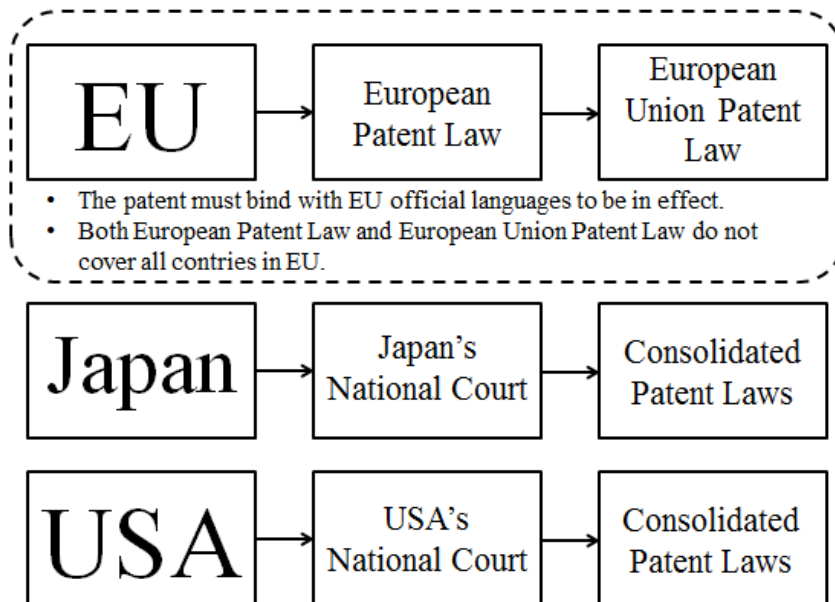 EU
European
Patent Law
European
Union Patent
Law
• The patent must bind with EU official languages to be in effect.
• Both European Patent Law and European Union Patent Law do not
cover all contries in EU.
Japan
Japan's
National Court
Consolidated
Patent Laws
USA
USA's
National Court
Consolidated
Patent Laws